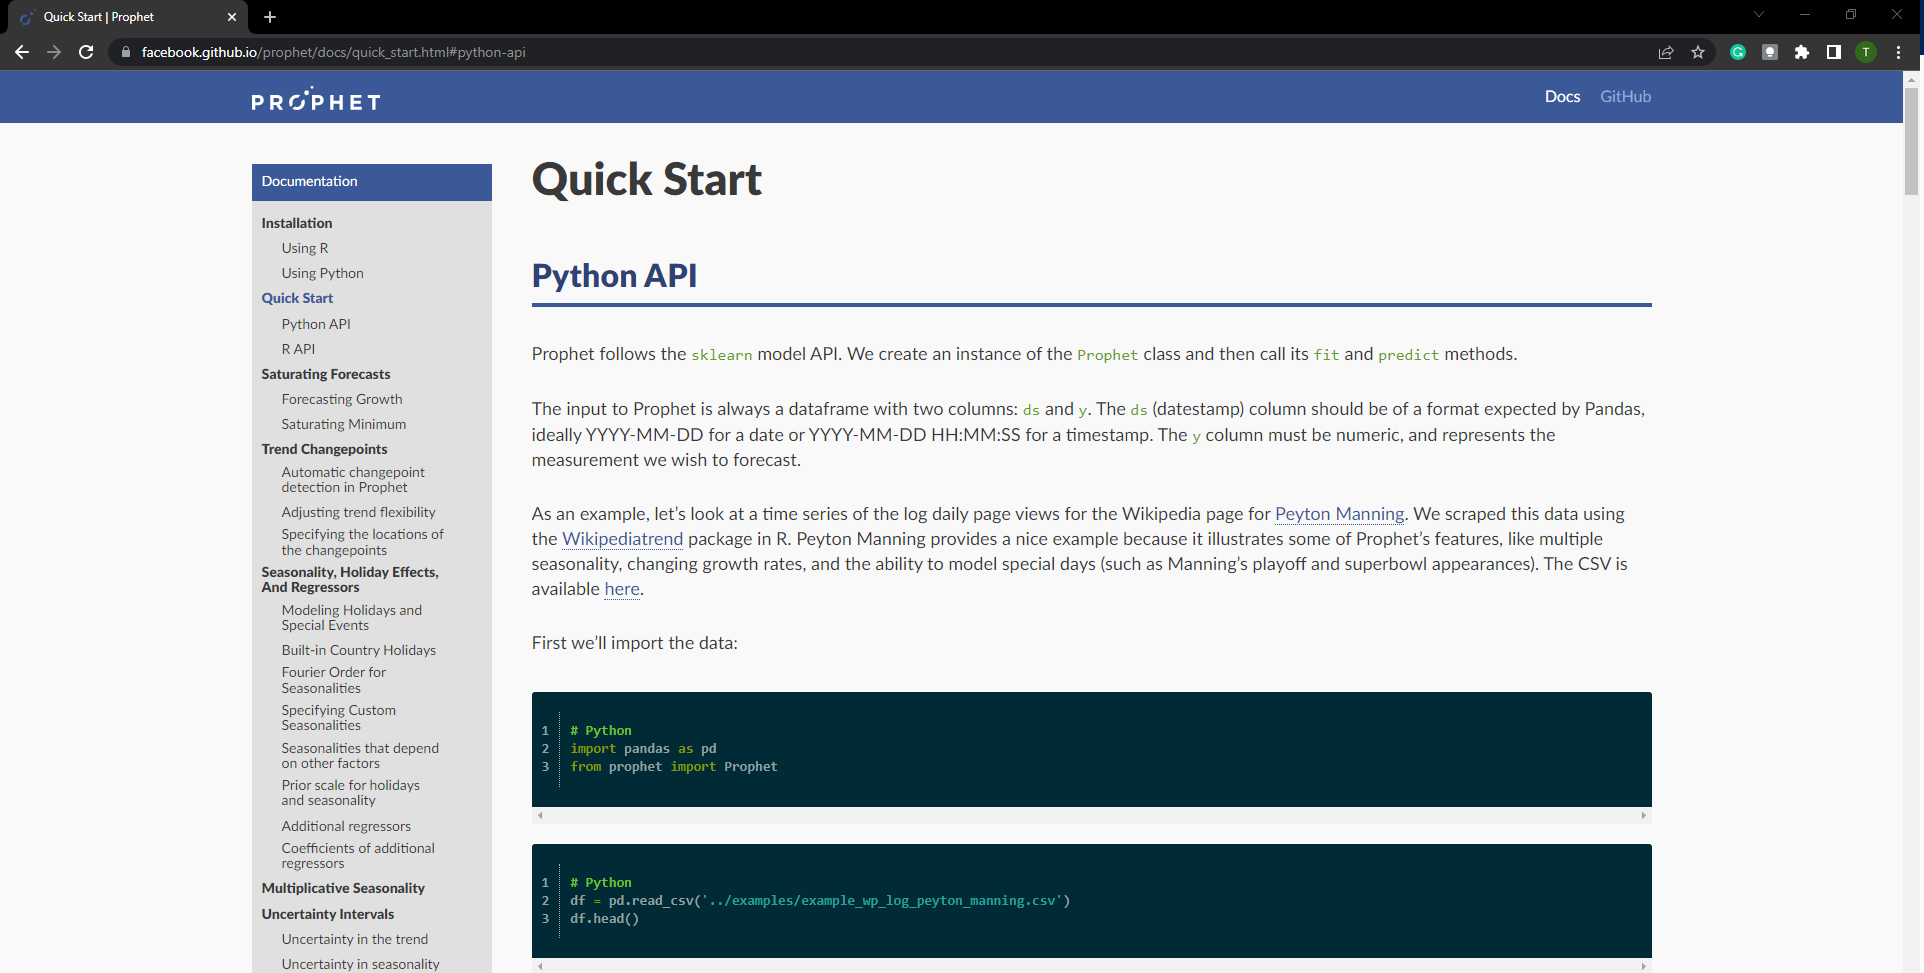 Quick Start | Prophet
facebook.github.io/prophet/docs/quick_start.html#python-api
T
PROPHET
Docs
GitHub
Documentation
Installation
Using R
Using Python
Quick Start
Python API
R API
Saturating Forecasts
Forecasting Growth
Saturating Minimum
Trend Changepoints
Automatic changepoint
detection in Prophet
Adjusting trend flexibility
Specifying the locations of
the changepoints
Seasonality, Holiday Effects,
And Regressors
Modeling Holidays and
Special Events
Built-in Country Holidays
Fourier Order for
Seasonalities
Specifying Custom
Seasonalities
Seasonalities that depend
on other factors
Prior scale for holidays
and seasonality
Additional regressors
Coefficients of additional
regressors
Multiplicative Seasonality
Uncertainty Intervals
Uncertainty in the trend
Uncertainty in seasonality
Quick Start
Python API
Prophet follows the sklearn model API. We create an instance of the Prophet class and then call its fit and predict methods.
The input to Prophet is always a dataframe with two columns: ds and y. The ds (datestamp) column should be of a format expected by Pandas,
ideally YYYY-MM-DD for a date or YYYY-MM-DD HH:MM:SS for a timestamp. The y column must be numeric, and represents the
measurement we wish to forecast.
As an example, let's look at a time series of the log daily page views for the Wikipedia page for Peyton Manning. We scraped this data using
the Wikipediatrend package in R. Peyton Manning provides a nice example because it illustrates some of Prophet's features, like multiple
seasonality, changing growth rates, and the ability to model special days (such as Manning's playoff and superbowl appearances). The CSV is
available here.
First we'll import the data:
1 # Python
2 import pandas as pd
3 from prophet import Prophet
1 # Python
2 df = pd.read_csv('../examples/example_wp_log_peyton_manning.csv')
3 df.head()